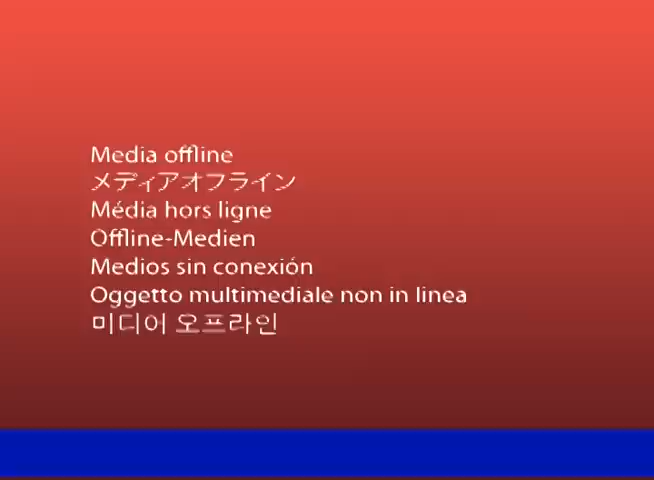 Media offline
メディアオフライン
Média hors ligne
Offline-Medien
Medios sin conexión
Oggetto multimediale non in linea
미디어 오프라인